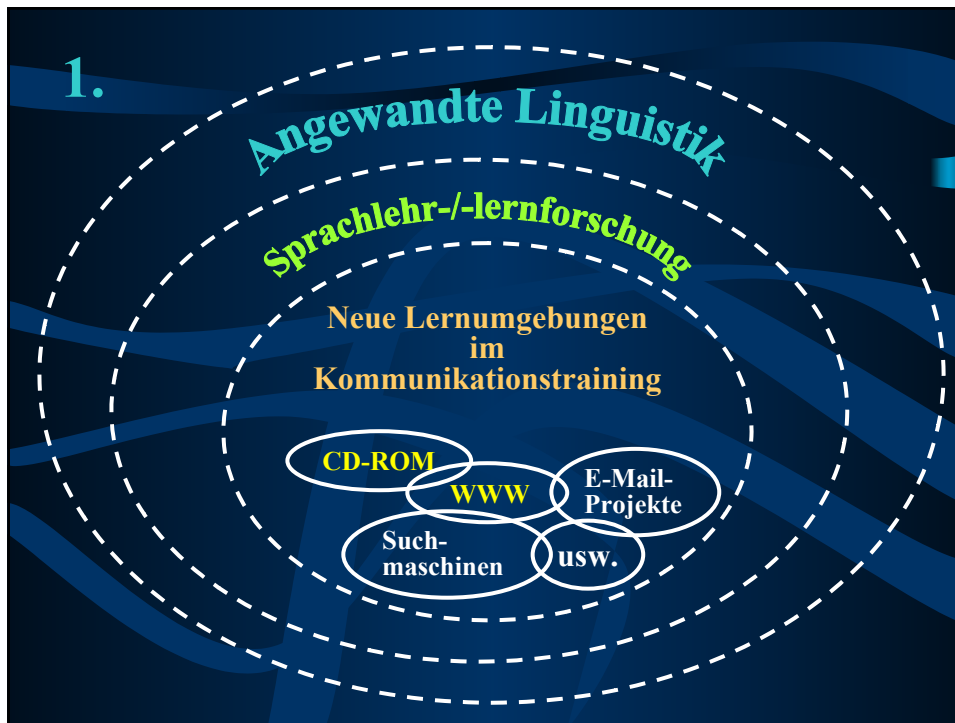 1.
Angewandte Linguistik
Sprachlehr-/-lernforschung
Neue Lernumgebungen
im
Kommunikationstraining
CD-ROM
WWW
E-Mail-
Projekte
Such-
maschinen
usw.